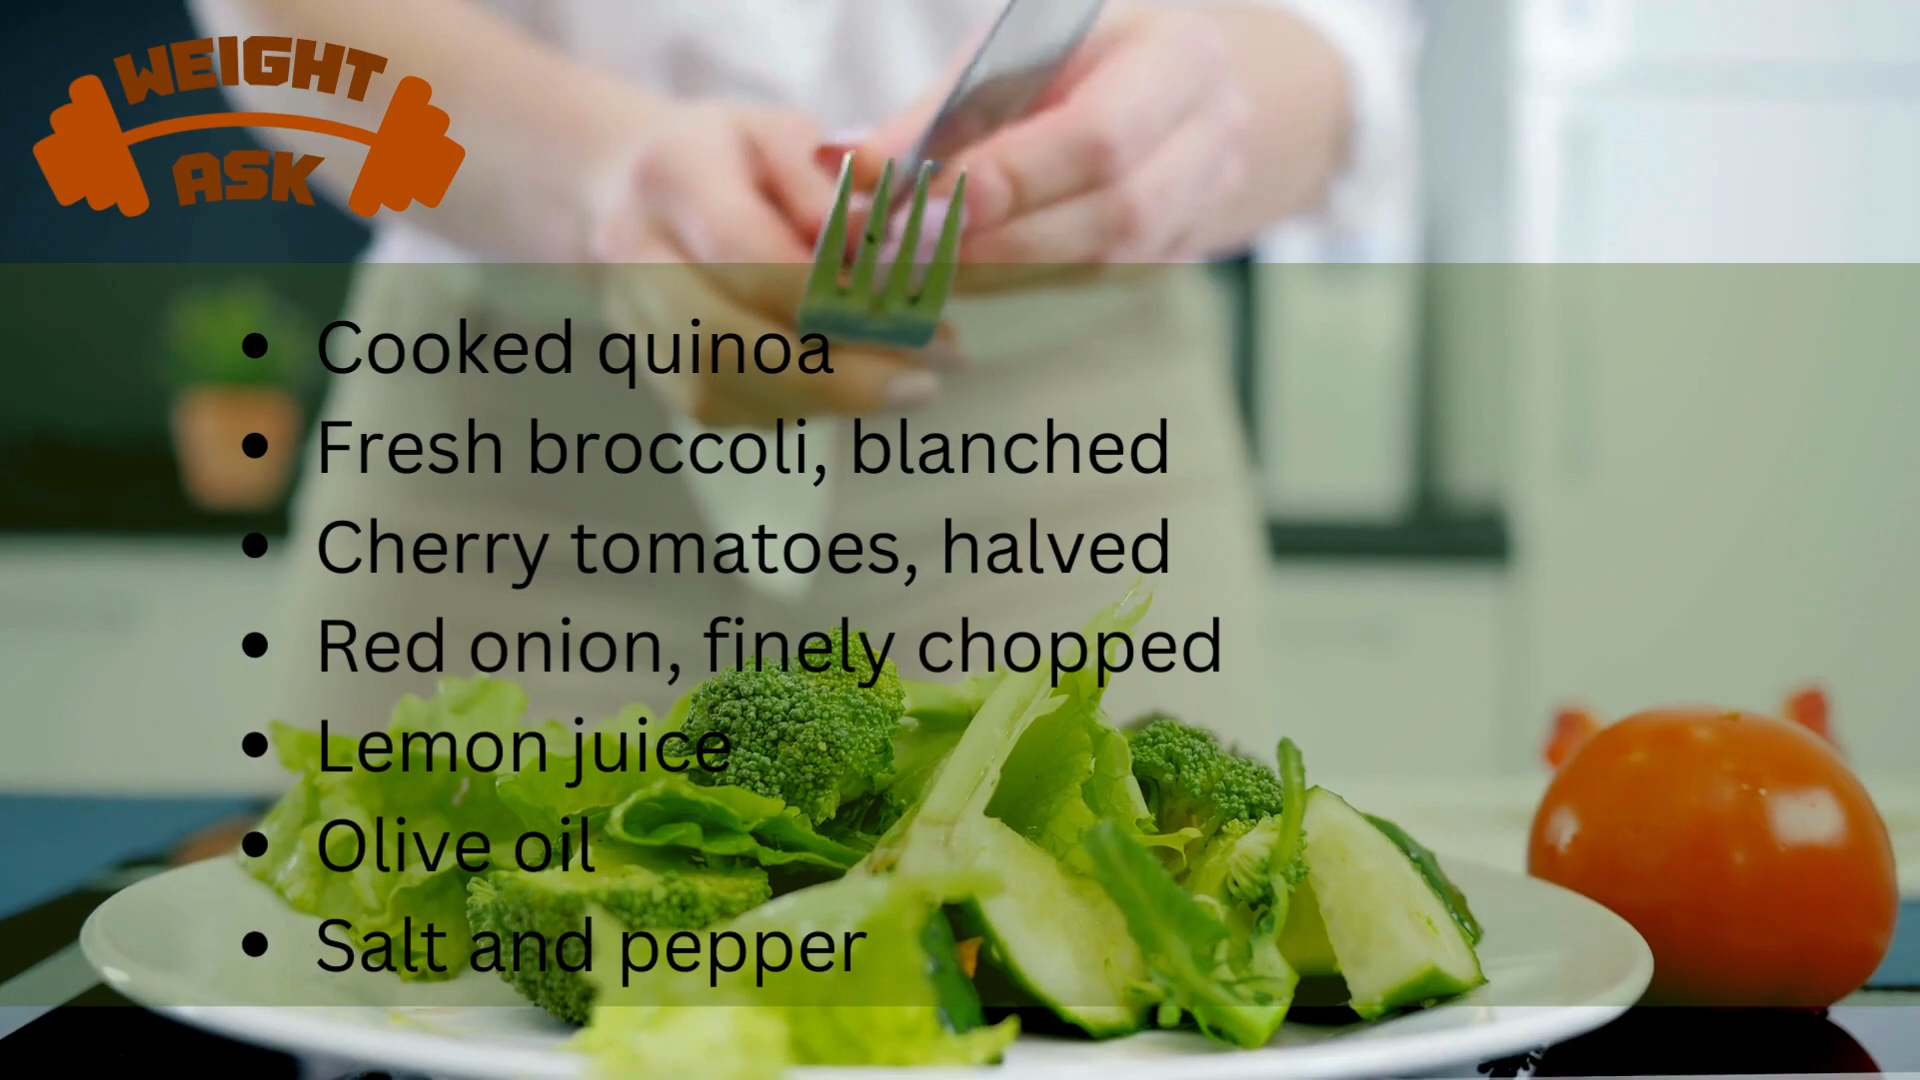 WEIGHT
ASK
• Cooked quinoa
• Fresh broccoli, blanched
• Cherry tomatoes, halved
• Red onion, finely chopped
• Lemon juice
• Olive oil
• Salt and pepper